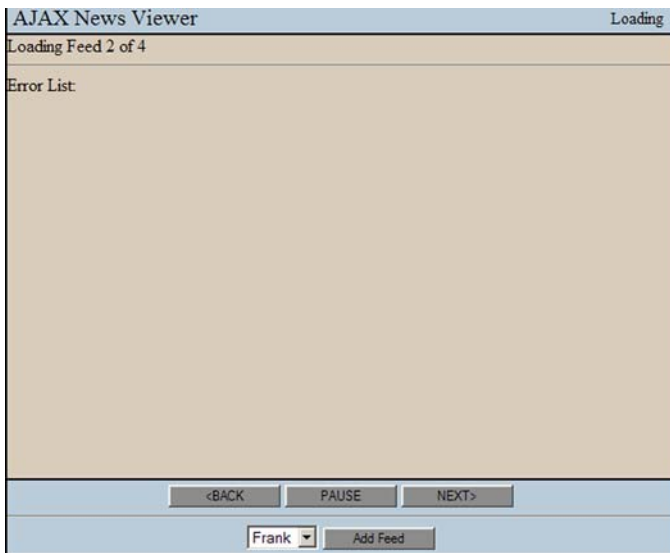 AJAX News Viewer Loading
Loading Feed 2 of 4
Error List:
<BACK PAUSE NEXT>
Frank Add Feed